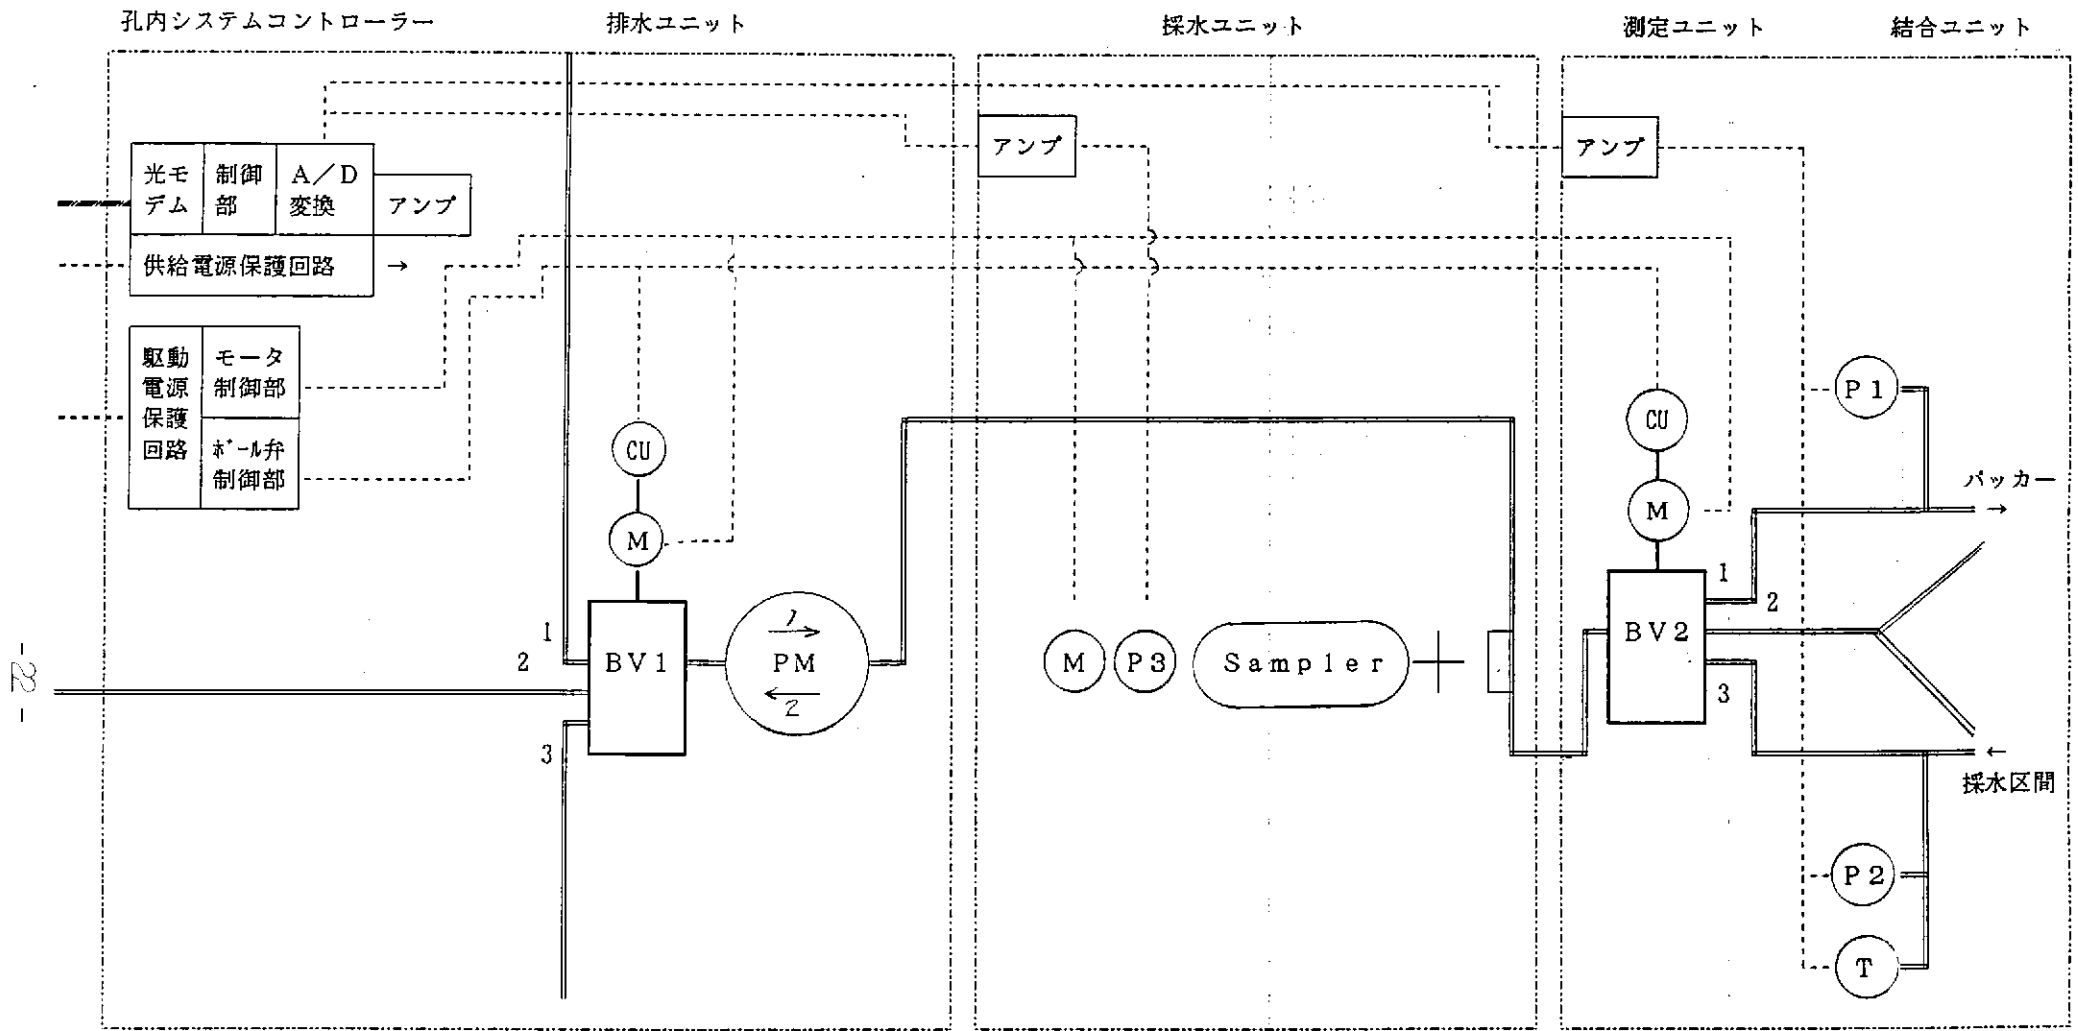 孔内システムコントローラー
排水ユニット
採水ユニット
測定ユニット
結合ユニット
光モ
デム
制御
部
A/D
変換
アンプ
供給電源保護回路 →
駆動
電源
保護
回路
モータ
制御部
ボール弁
制御部
CU
M
1
2
3
BV1
1
PM
2
アンプ
M
P3
Sampler
アンプ
CU
M
BV2
1
2
3
P1
パッカー
→
←
採水区間
P2
T
-22-